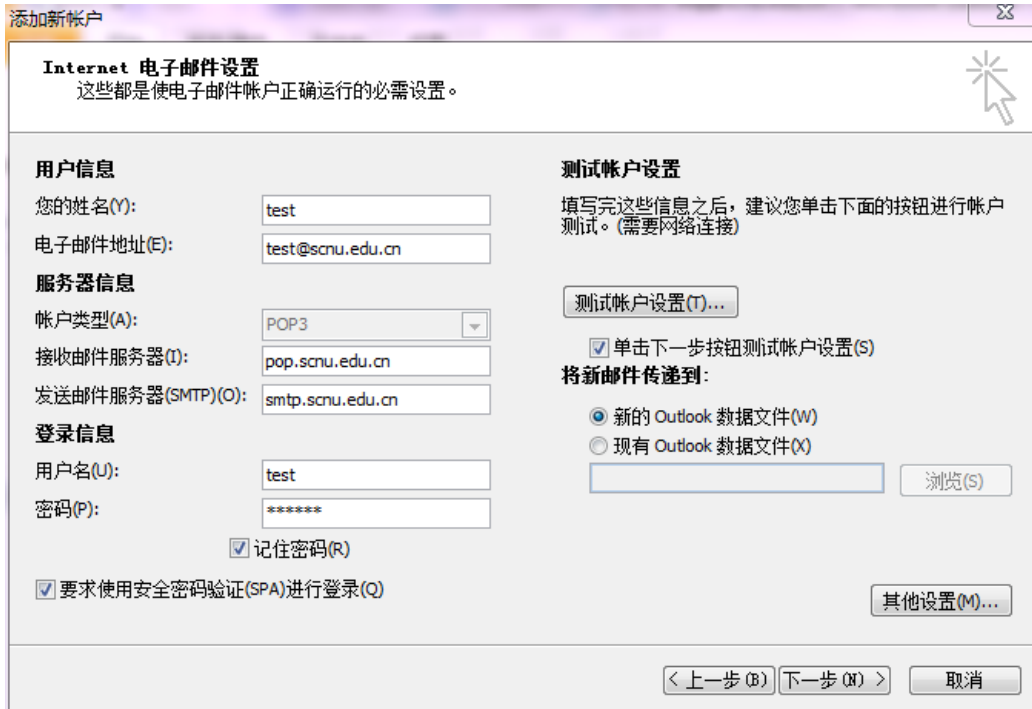 添加新帐户
Internet 电子邮件设置
这些都是使电子邮件帐户正确运行的必需设置。
用户信息
您的姓名(Y): test
电子邮件地址(E): test@scnu.edu.cn
服务器信息
帐户类型(A): POP3
接收邮件服务器(I): pop.scnu.edu.cn
发送邮件服务器(SMTP)(O): smtp.scnu.edu.cn
登录信息
用户名(U): test
密码(P): ******
记住密码(R)
要求使用安全密码验证(SPA)进行登录(Q)
测试帐户设置
填写完这些信息之后，建议您单击下面的按钮进行帐户
测试。(需要网络连接)
测试帐户设置(T)...
单击下一步按钮测试帐户设置(S)
将新邮件传递到:
新的 Outlook 数据文件(W)
现有 Outlook 数据文件(X)
浏览(S)
其他设置(M)...
< 上一步(B) 下一步(N) > 取消